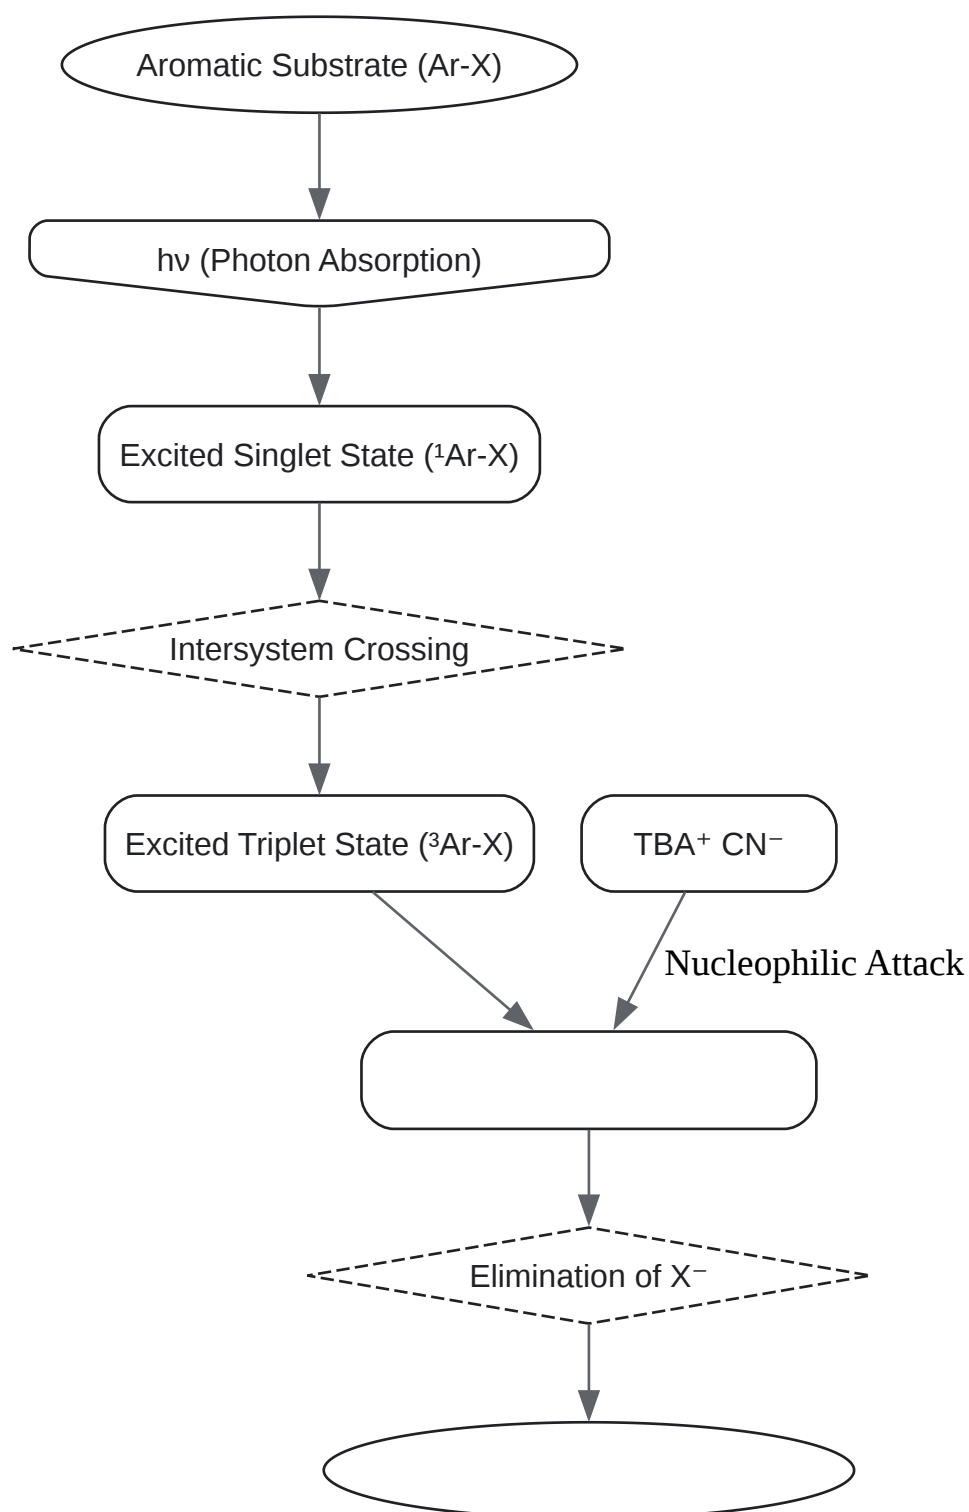 Aromatic Substrate (Ar-X)
hν (Photon Absorption)
Excited Singlet State (¹Ar-X)
Intersystem Crossing
Excited Triplet State (³Ar-X)
TBA⁺ CN⁻
Nucleophilic Attack
Elimination of X⁻